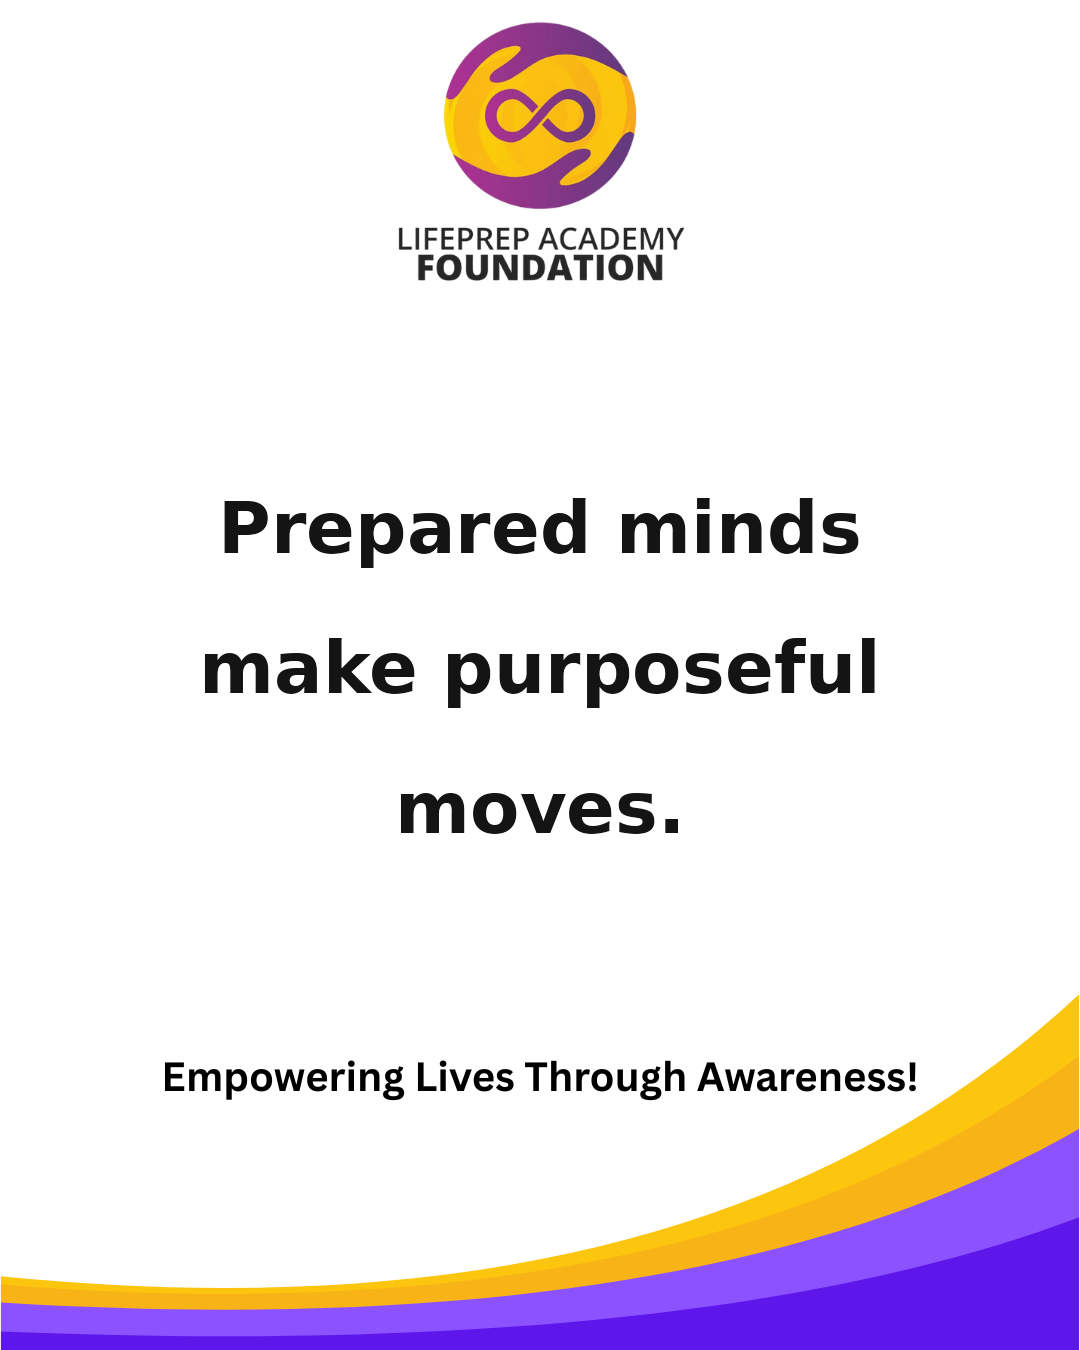 LIFEPREP ACADEMY
FOUNDATION
Prepared minds
make purposeful
moves.
Empowering Lives Through Awareness!